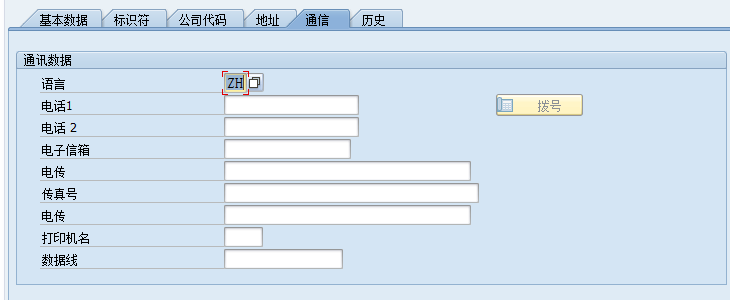 基本数据 标识符 公司代码 地址 通信 历史
通讯数据
语言 ZH
电话1 拨号
电话 2
电子信箱
电传
传真号
电传
打印机名
数据线